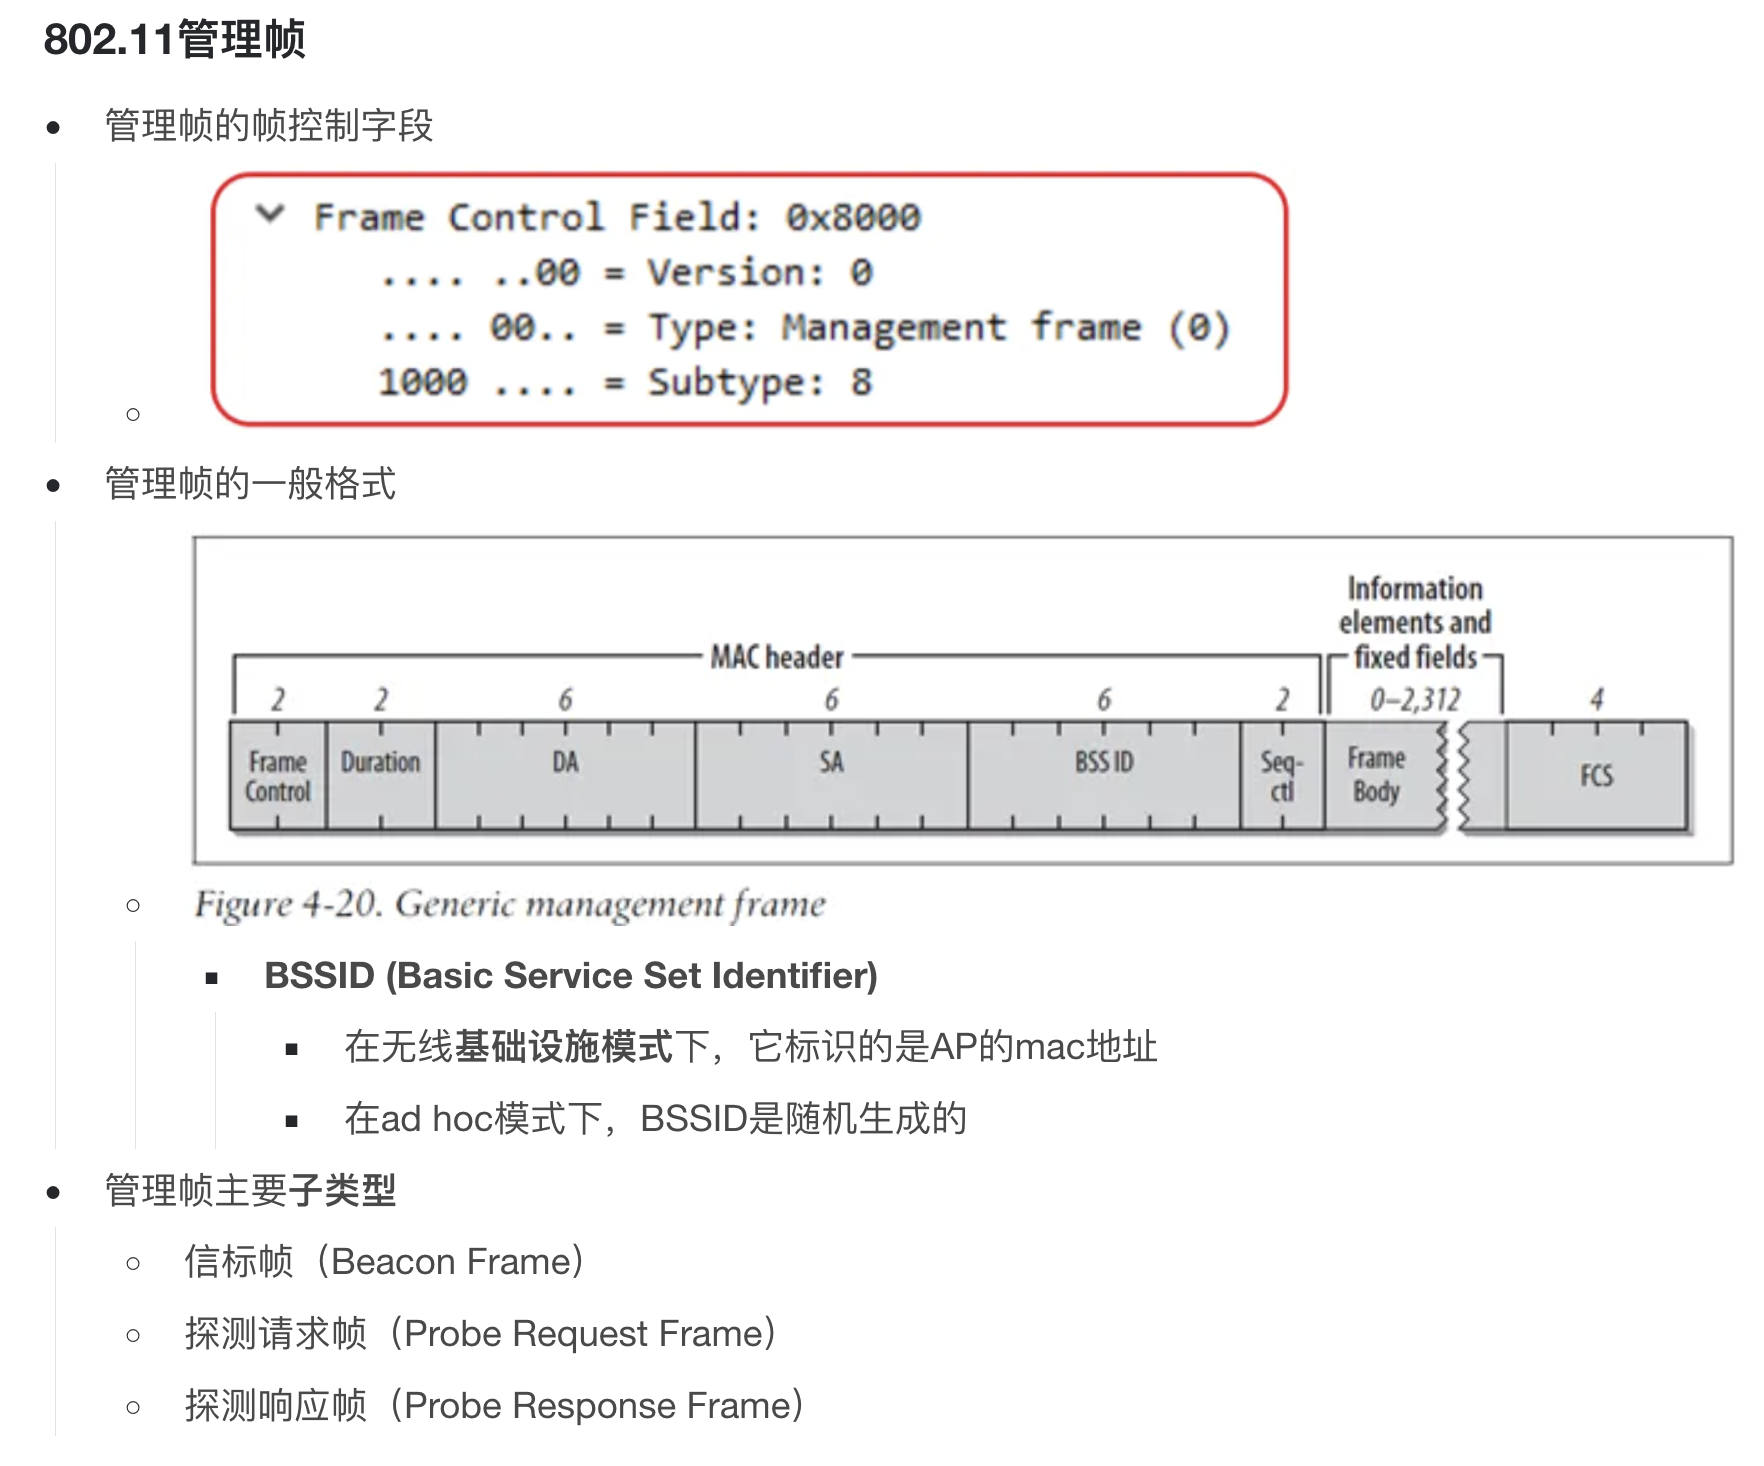 802.11管理帧
管理帧的帧控制字段
Frame Control Field: 0x8000
.... ..00 = Version: 0
.... 00.. = Type: Management frame (0)
1000 .... = Subtype: 8
管理帧的一般格式
Information
elements and
MAC header fixed fields
2 2 6 6 6 2 0–2,312 4
Frame Control Duration DA SA BSS ID Seq-ctl Frame Body FCS
Figure 4-20. Generic management frame
BSSID (Basic Service Set Identifier)
在无线基础设施模式下，它标识的是AP的mac地址
在ad hoc模式下，BSSID是随机生成的
管理帧主要子类型
信标帧（Beacon Frame）
探测请求帧（Probe Request Frame）
探测响应帧（Probe Response Frame）